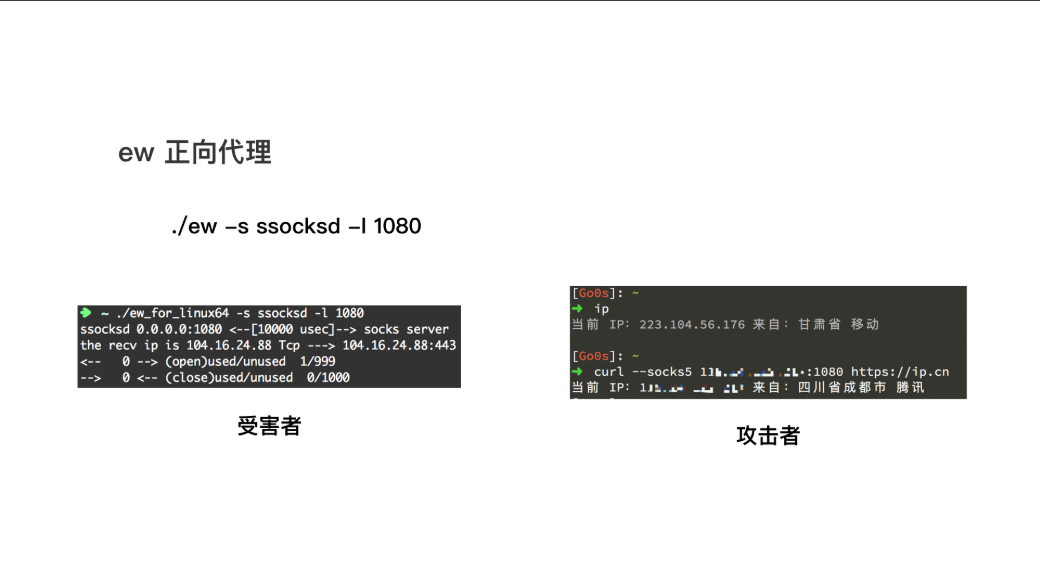 ew 正向代理
./ew –s ssocksd –l 1080
~ ./ew_for_linux64 -s ssocksd -l 1080
ssocksd 0.0.0.0:1080 <--[10000 usec]--> socks server
the recv ip is 104.16.24.88 Tcp ---> 104.16.24.88:443
<--   0 --> (open)used/unused  1/999
-->   0 <-- (close)used/unused  0/1000
受害者
[Go0s]: ~
➜ ip
当前 IP: 223.104.56.176 来自: 甘肃省 移动
[Go0s]: ~
➜ curl --socks5 :1080 https://ip.cn
当前 IP: 来自: 四川省成都市 腾讯
攻击者